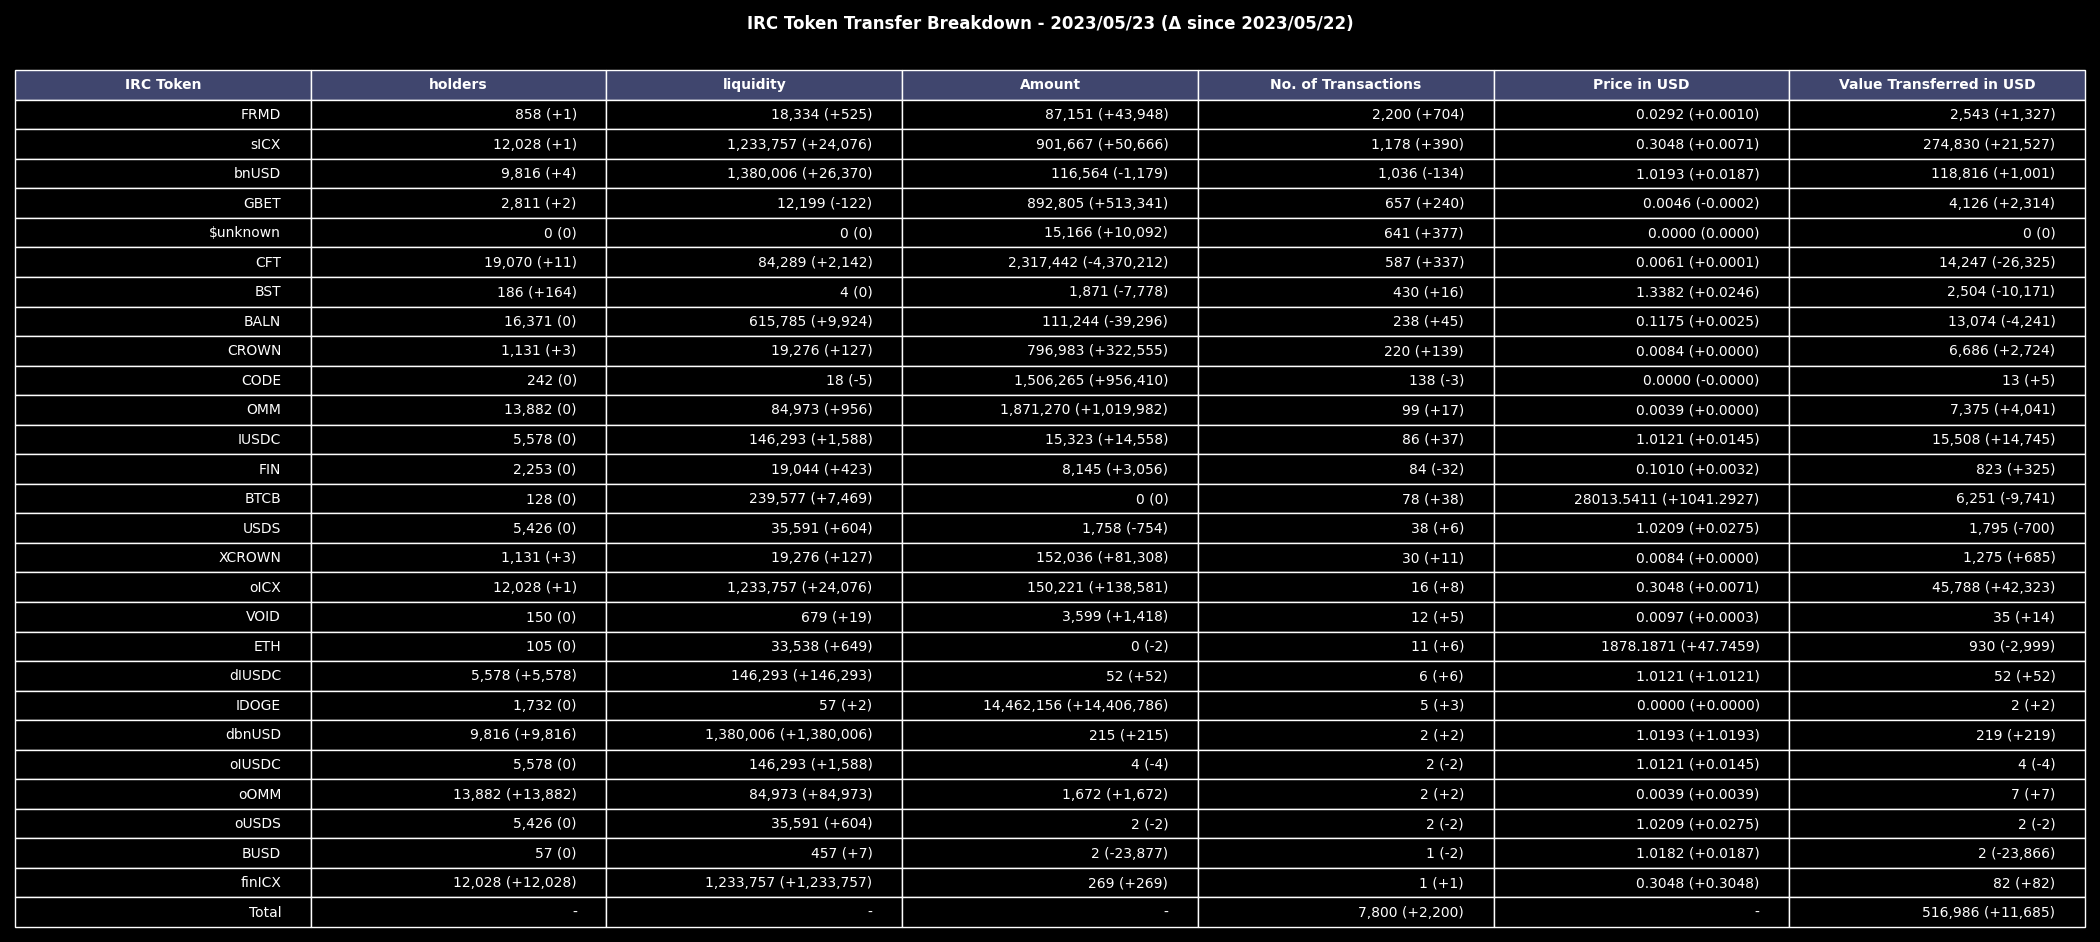 IRC Token Transfer Breakdown - 2023/05/23 (Δ since 2023/05/22)
IRC Token holders liquidity Amount No. of Transactions Price in USD Value Transferred in USD
FRMD 858 (+1) 18,334 (+525) 87,151 (+43,948) 2,200 (+704) 0.0292 (+0.0010) 2,543 (+1,327)
sICX 12,028 (+1) 1,233,757 (+24,076) 901,667 (+50,666) 1,178 (+390) 0.3048 (+0.0071) 274,830 (+21,527)
bnUSD 9,816 (+4) 1,380,006 (+26,370) 116,564 (-1,179) 1,036 (-134) 1.0193 (+0.0187) 118,816 (+1,001)
GBET 2,811 (+2) 12,199 (-122) 892,805 (+513,341) 657 (+240) 0.0046 (-0.0002) 4,126 (+2,314)
$unknown 0 (0) 0 (0) 15,166 (+10,092) 641 (+377) 0.0000 (0.0000) 0 (0)
CFT 19,070 (+11) 84,289 (+2,142) 2,317,442 (-4,370,212) 587 (+337) 0.0061 (+0.0001) 14,247 (-26,325)
BST 186 (+164) 4 (0) 1,871 (-7,778) 430 (+16) 1.3382 (+0.0246) 2,504 (-10,171)
BALN 16,371 (0) 615,785 (+9,924) 111,244 (-39,296) 238 (+45) 0.1175 (+0.0025) 13,074 (-4,241)
CROWN 1,131 (+3) 19,276 (+127) 796,983 (+322,555) 220 (+139) 0.0084 (+0.0000) 6,686 (+2,724)
CODE 242 (0) 18 (-5) 1,506,265 (+956,410) 138 (-3) 0.0000 (-0.0000) 13 (+5)
OMM 13,882 (0) 84,973 (+956) 1,871,270 (+1,019,982) 99 (+17) 0.0039 (+0.0000) 7,375 (+4,041)
IUSDC 5,578 (0) 146,293 (+1,588) 15,323 (+14,558) 86 (+37) 1.0121 (+0.0145) 15,508 (+14,745)
FIN 2,253 (0) 19,044 (+423) 8,145 (+3,056) 84 (-32) 0.1010 (+0.0032) 823 (+325)
BTCB 128 (0) 239,577 (+7,469) 0 (0) 78 (+38) 28013.5411 (+1041.2927) 6,251 (-9,741)
USDS 5,426 (0) 35,591 (+604) 1,758 (-754) 38 (+6) 1.0209 (+0.0275) 1,795 (-700)
XCROWN 1,131 (+3) 19,276 (+127) 152,036 (+81,308) 30 (+11) 0.0084 (+0.0000) 1,275 (+685)
oICX 12,028 (+1) 1,233,757 (+24,076) 150,221 (+138,581) 16 (+8) 0.3048 (+0.0071) 45,788 (+42,323)
VOID 150 (0) 679 (+19) 3,599 (+1,418) 12 (+5) 0.0097 (+0.0003) 35 (+14)
ETH 105 (0) 33,538 (+649) 0 (-2) 11 (+6) 1878.1871 (+47.7459) 930 (-2,999)
dIUSDC 5,578 (+5,578) 146,293 (+146,293) 52 (+52) 6 (+6) 1.0121 (+1.0121) 52 (+52)
IDOGE 1,732 (0) 57 (+2) 14,462,156 (+14,406,786) 5 (+3) 0.0000 (+0.0000) 2 (+2)
dbnUSD 9,816 (+9,816) 1,380,006 (+1,380,006) 215 (+215) 2 (+2) 1.0193 (+1.0193) 219 (+219)
oIUSDC 5,578 (0) 146,293 (+1,588) 4 (-4) 2 (-2) 1.0121 (+0.0145) 4 (-4)
oOMM 13,882 (+13,882) 84,973 (+84,973) 1,672 (+1,672) 2 (+2) 0.0039 (+0.0039) 7 (+7)
oUSDS 5,426 (0) 35,591 (+604) 2 (-2) 2 (-2) 1.0209 (+0.0275) 2 (-2)
BUSD 57 (0) 457 (+7) 2 (-23,877) 1 (-2) 1.0182 (+0.0187) 2 (-23,866)
finICX 12,028 (+12,028) 1,233,757 (+1,233,757) 269 (+269) 1 (+1) 0.3048 (+0.3048) 82 (+82)
Total - - - 7,800 (+2,200) - 516,986 (+11,685)